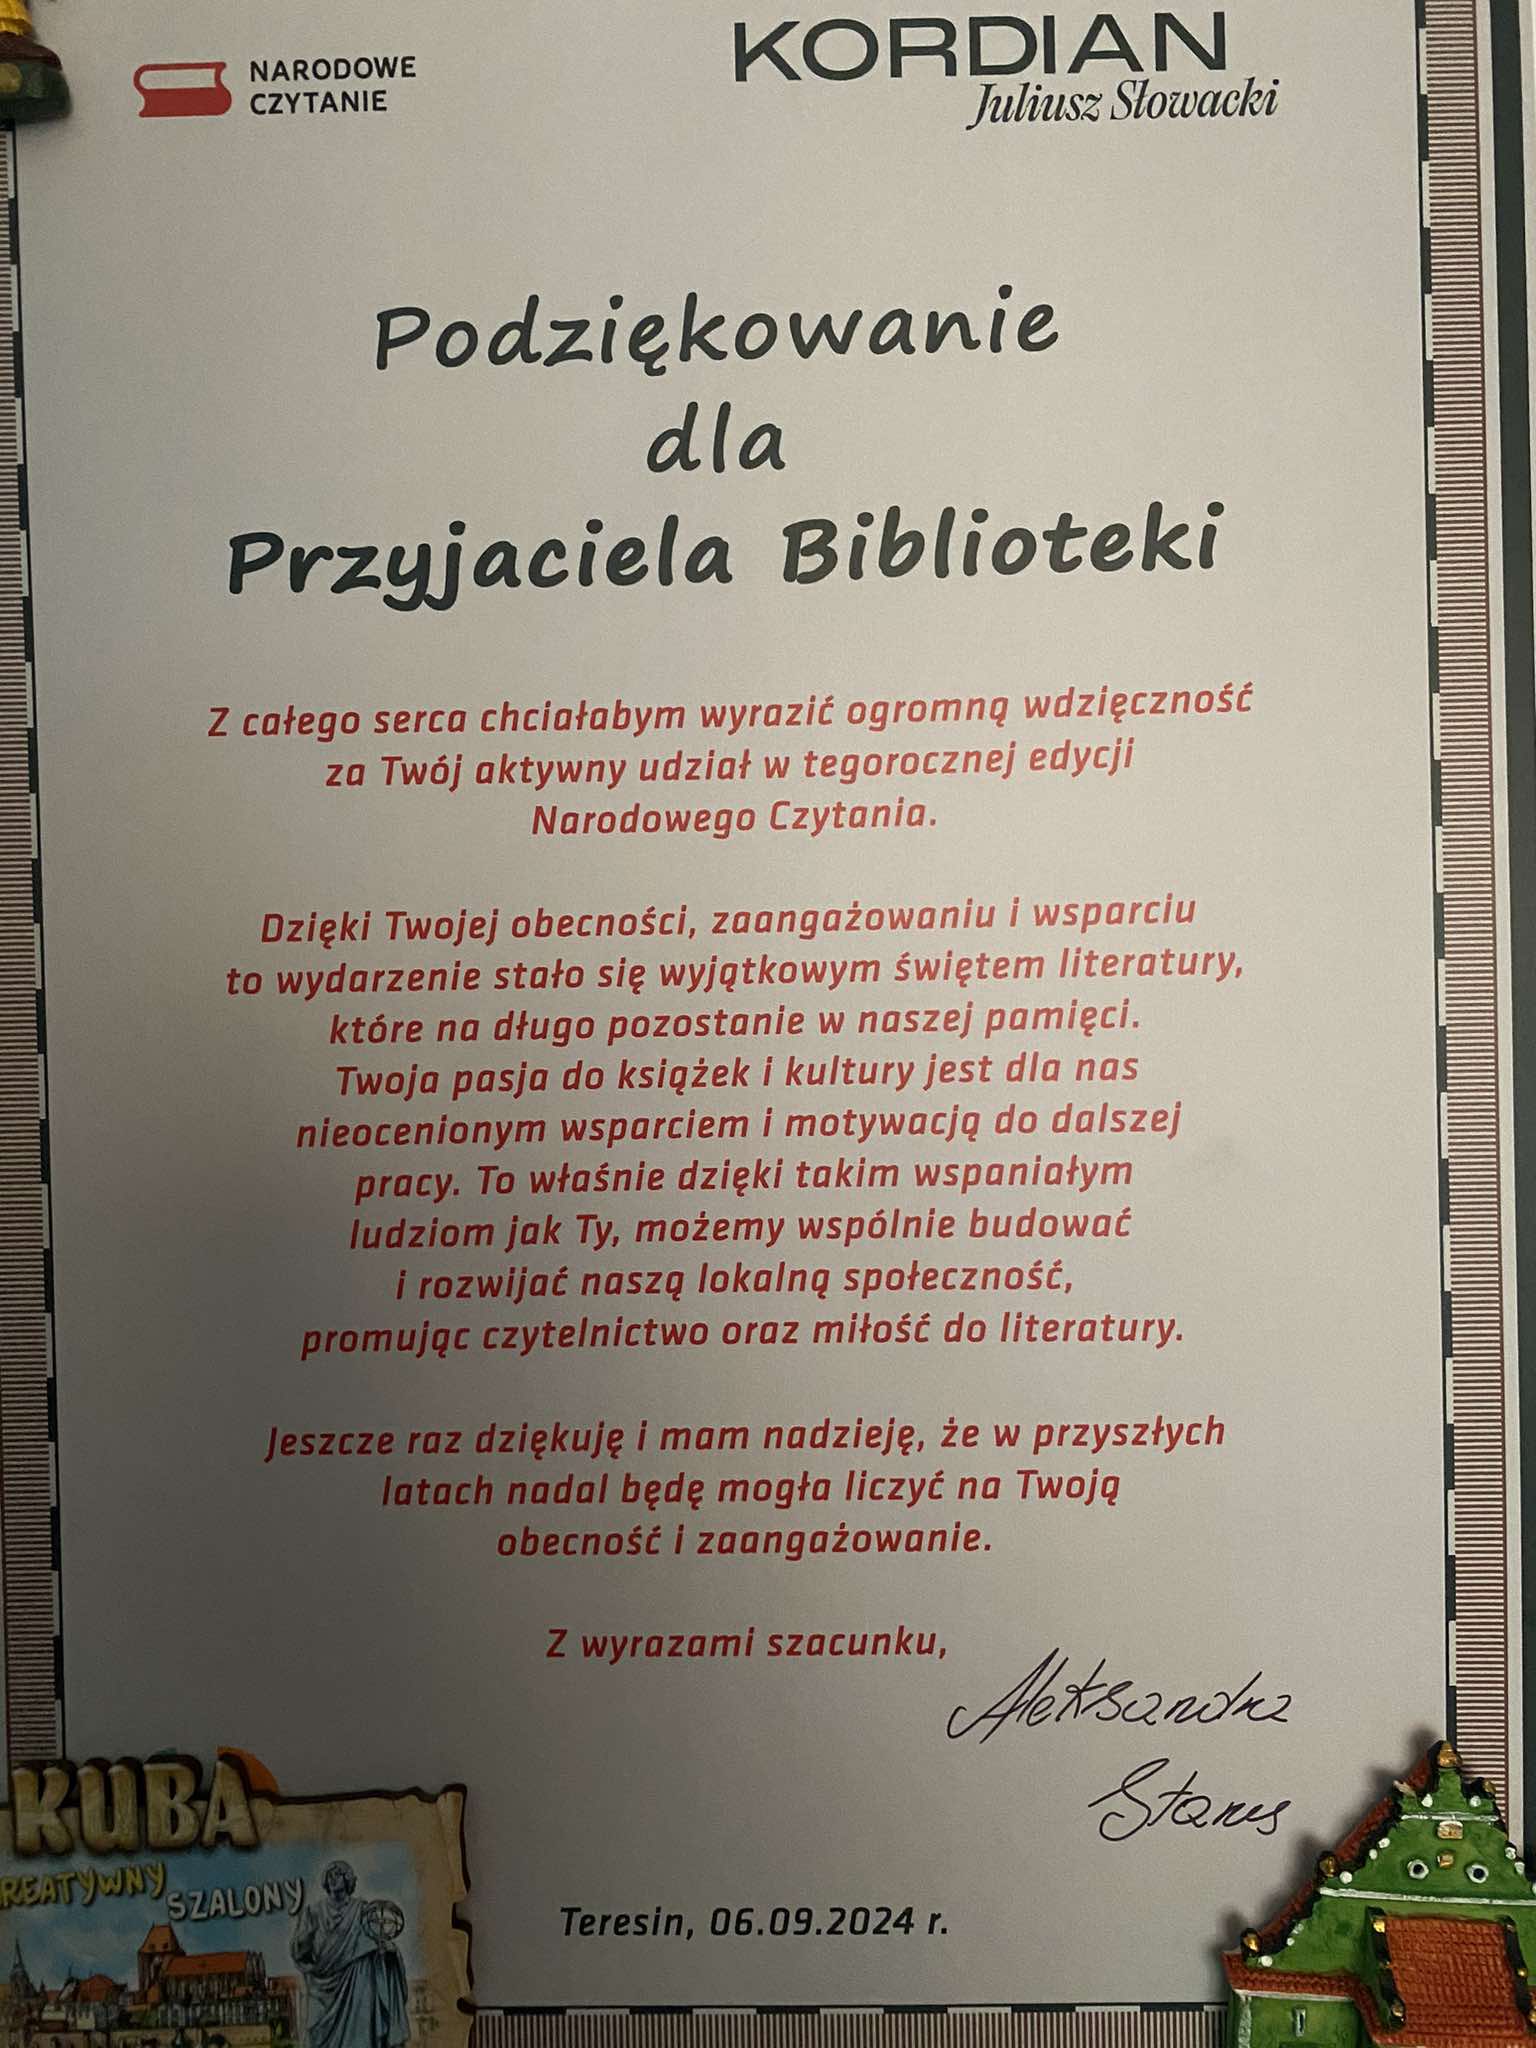 NARODOWE
CZYTANIE
KORDIAN
Juliusz Słowacki
Podziękowanie
dla
Przyjaciela Biblioteki
Z całego serca chciałabym wyrazić ogromną wdzięczność
za Twój aktywny udział w tegorocznej edycji
Narodowego Czytania.
Dzięki Twojej obecności, zaangażowaniu i wsparciu
to wydarzenie stało się wyjątkowym świętem literatury,
które na długo pozostanie w naszej pamięci.
Twoja pasja do książek i kultury jest dla nas
nieocenionym wsparciem i motywacją do dalszej
pracy. To właśnie dzięki takim wspaniałym
ludziom jak Ty, możemy wspólnie budować
i rozwijać naszą lokalną społeczność,
promując czytelnictwo oraz miłość do literatury.
Jeszcze raz dziękuję i mam nadzieję, że w przyszłych
latach nadal będę mogła liczyć na Twoją
obecność i zaangażowanie.
Z wyrazami szacunku,
Aleksandra
Teresin, 06.09.2024 r.
KUBA
REATYWNY
SZALONY